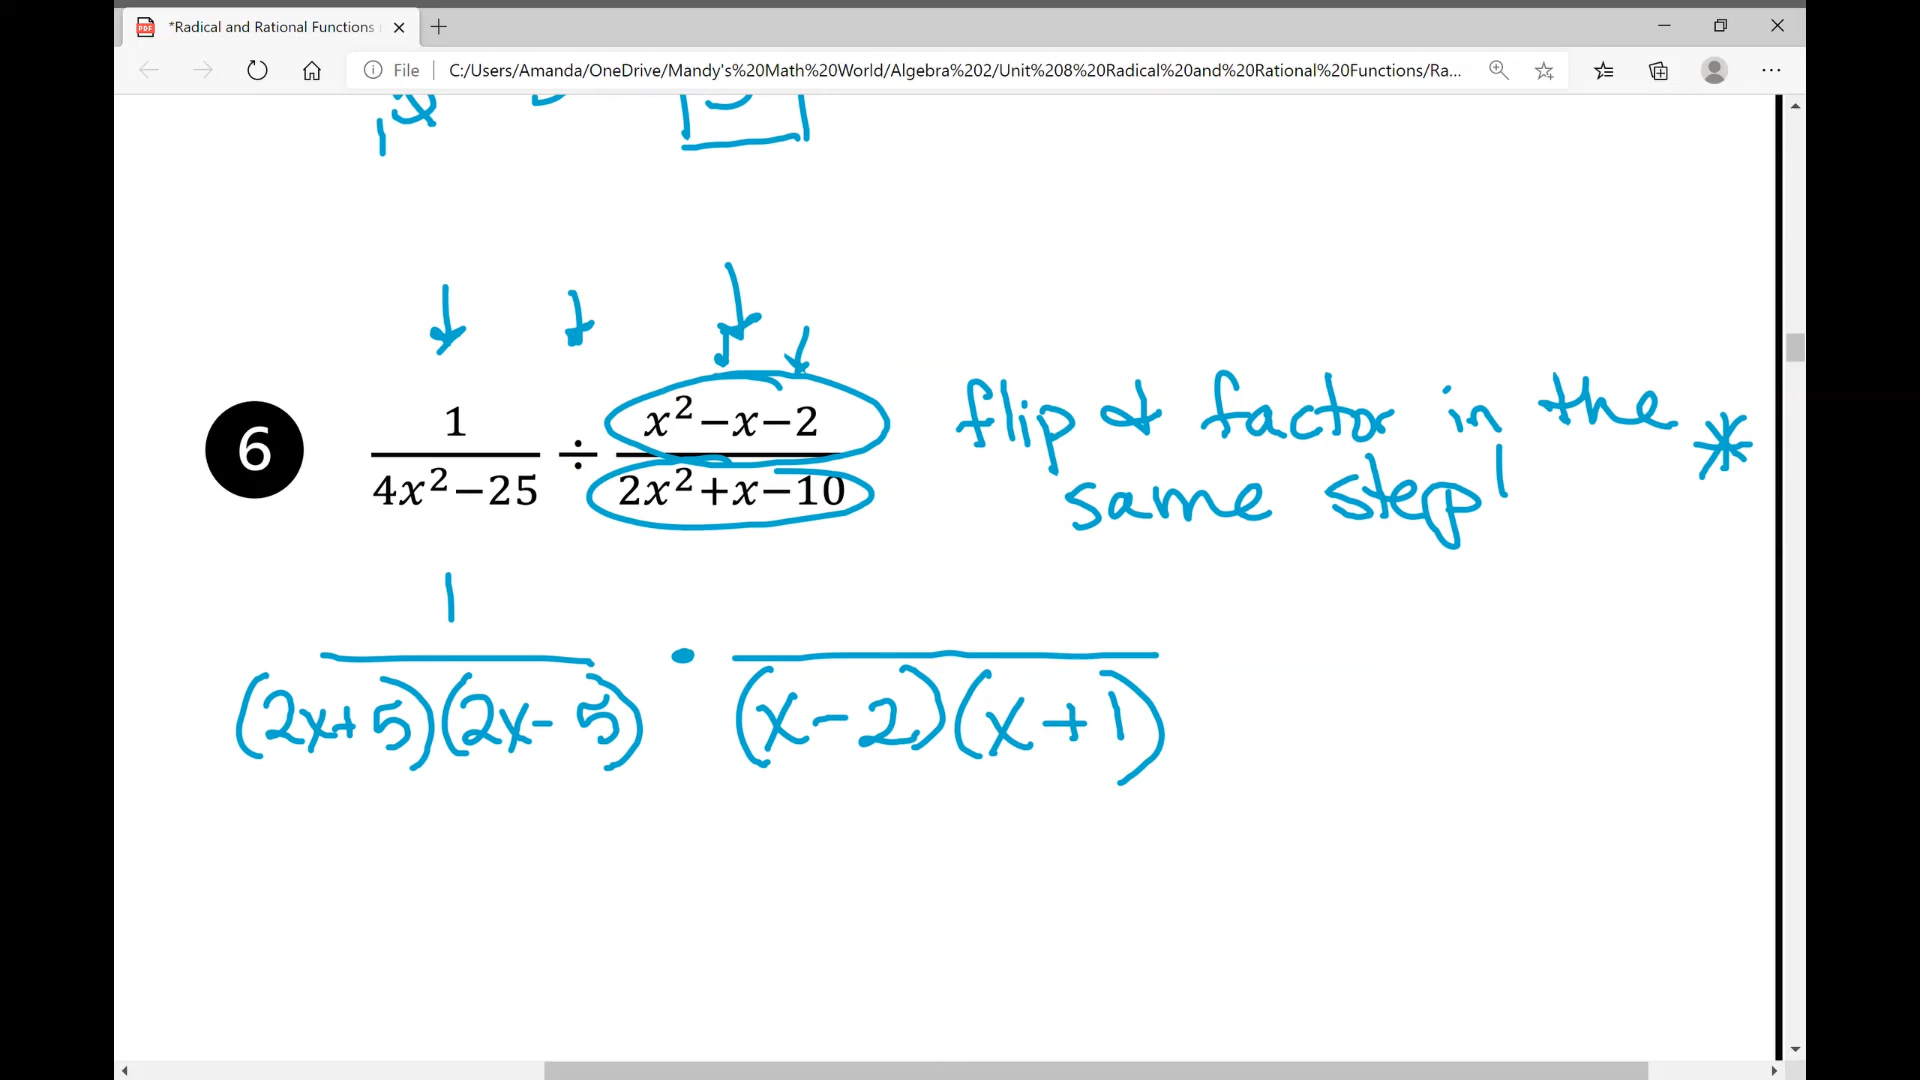 *Radical and Rational Functions
File
C:/Users/Amanda/OneDrive/Mandy's%20Math%20World/Algebra%202/Unit%208%20Radical%20and%20Rational%20Functions/Ra...
6
1 x²−x−2
÷
4x²−25 2x²+x−10
flip & factor in the *
same step!
1
•
(2x+5)(2x-5) (x-2)(x+1)